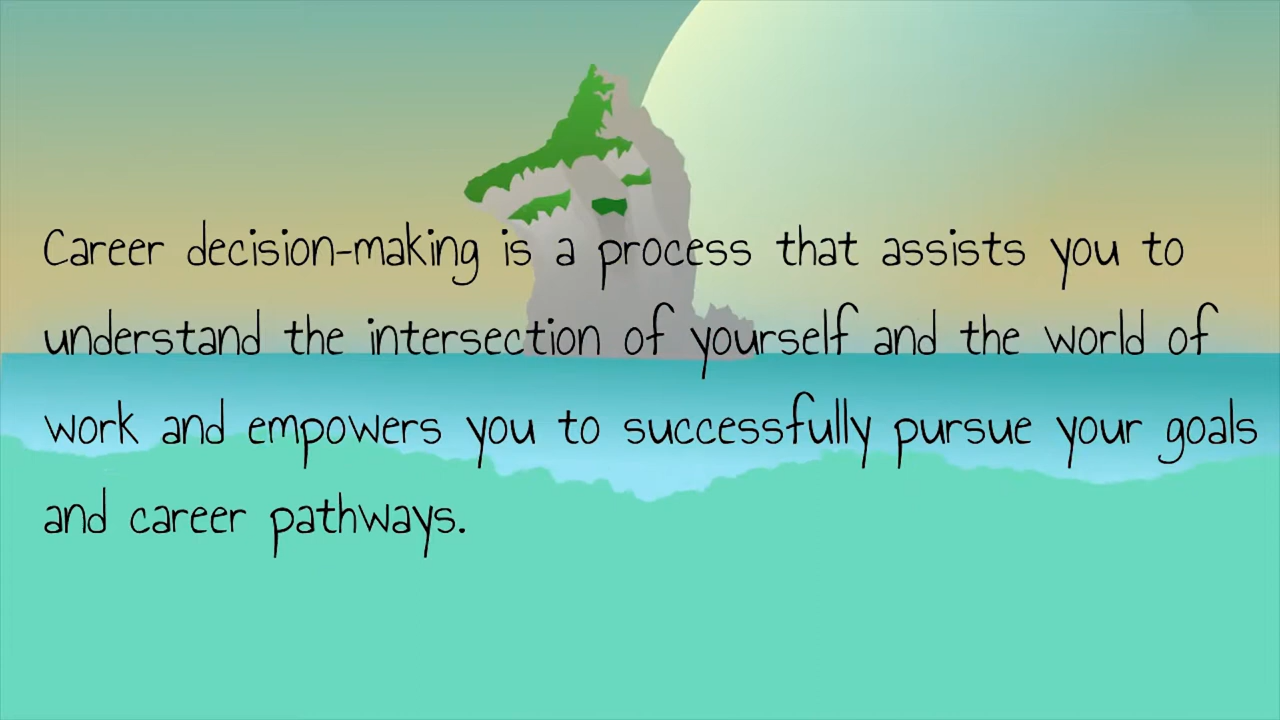 Career decision-making is a process that assists you to
understand the intersection of yourself and the world of
work and empowers you to successfully pursue your goals
and career pathways.